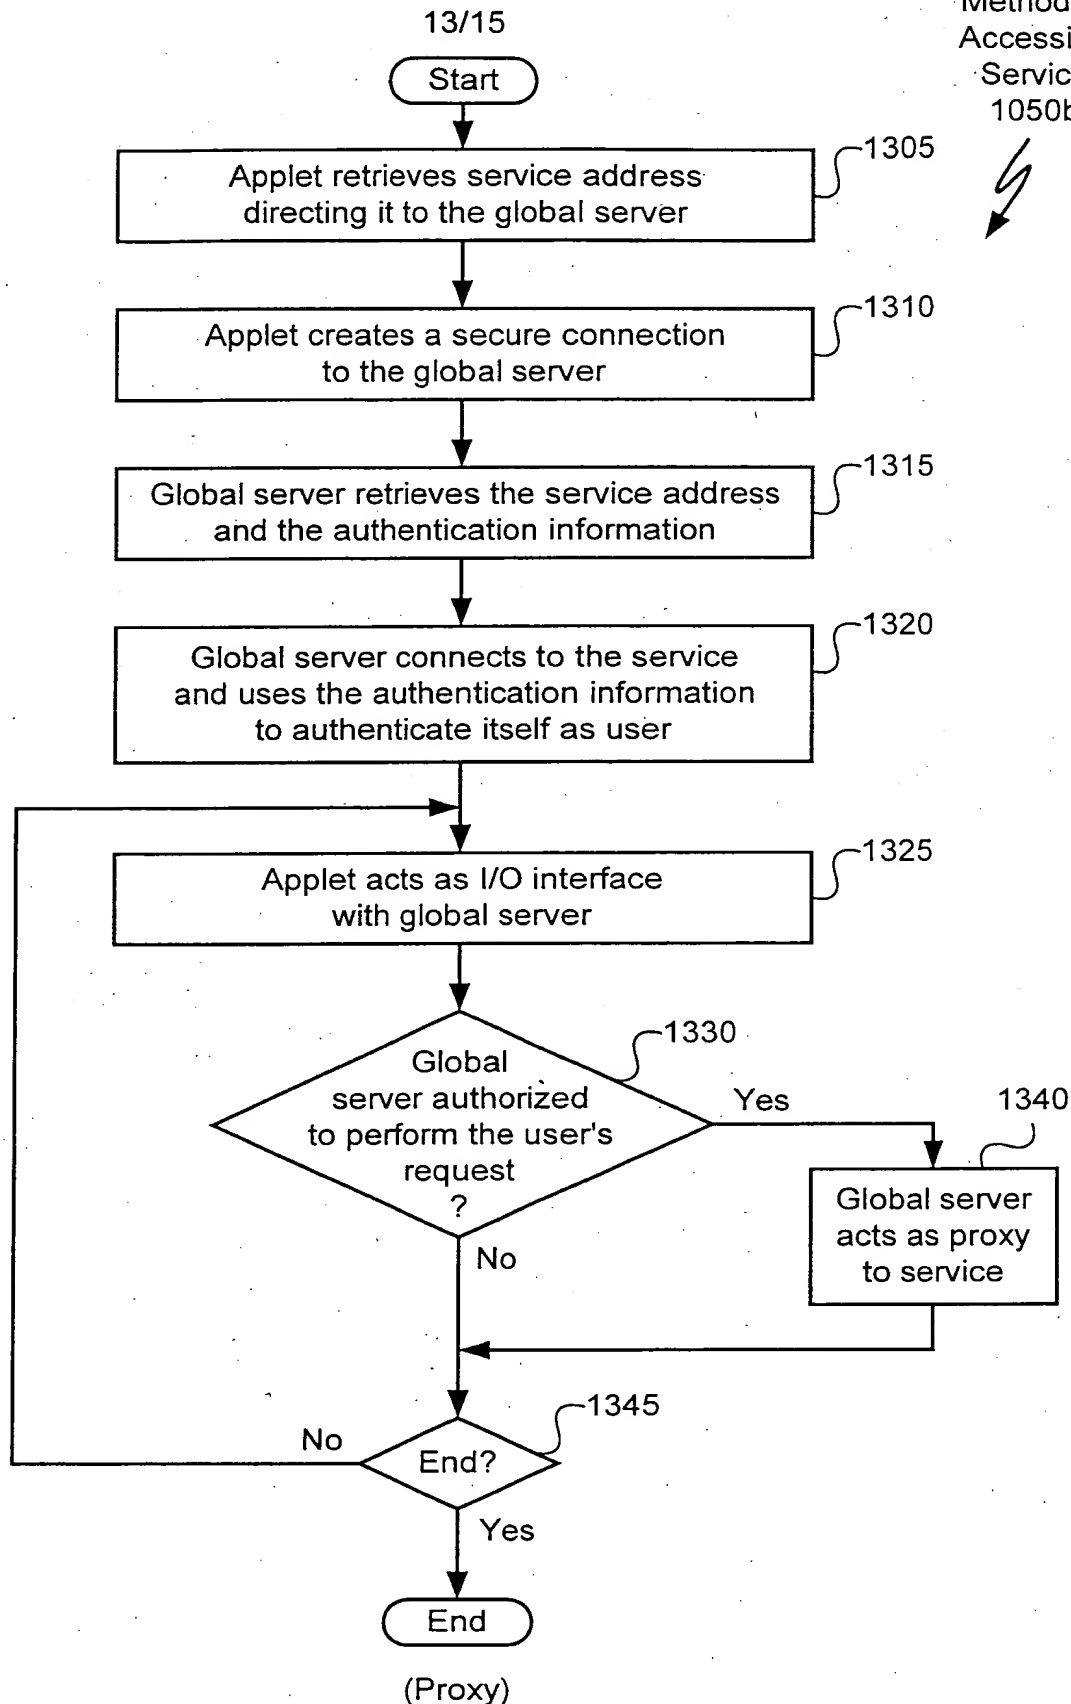 13/15
Accessi
1050b
Start
1305
Applet retrieves service address
directing it to the global server
1310
Applet creates a secure connection
to the global server
1315
Global server retrieves the service address
and the authentication information
1320
Global server connects to the service
and uses the authentication information
to authenticate itself as user
1325
Applet acts as I/O interface
with global server
1330
Global
server authorized
to perform the user's
request
?
Yes
1340
Global server
acts as proxy
to service
No
1345
End?
No
Yes
End
(Proxy)